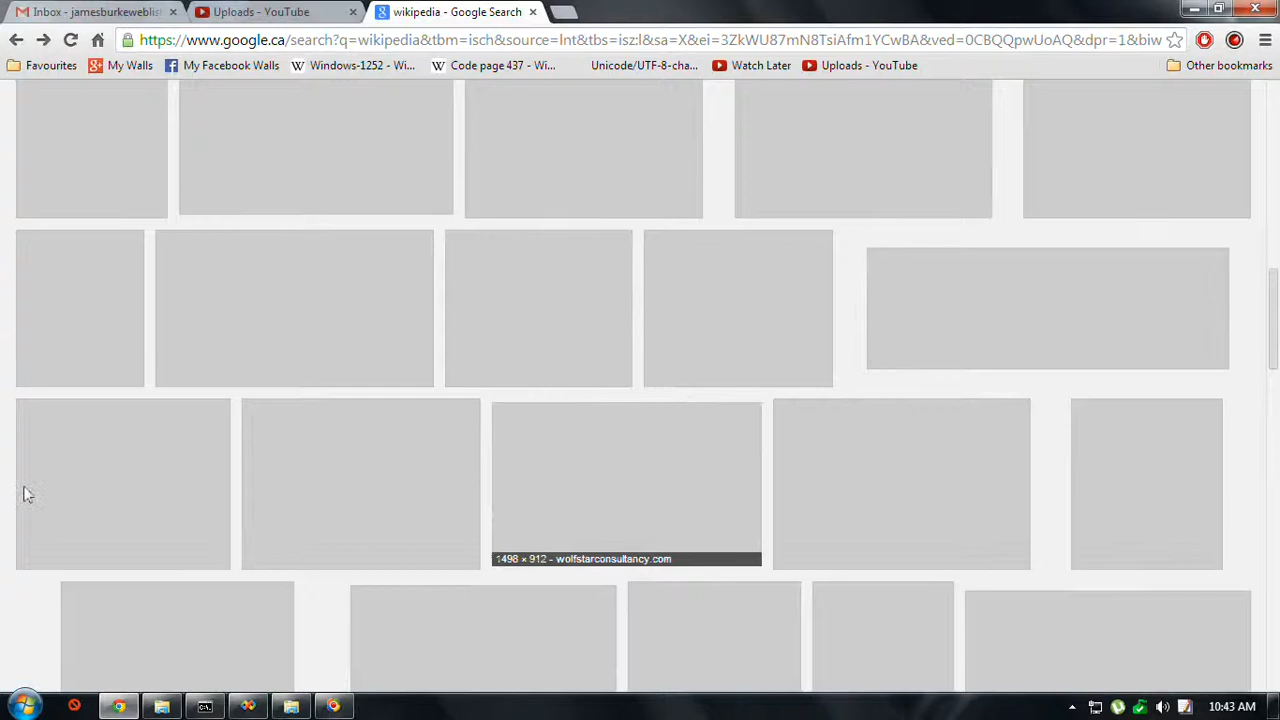 Inbox - jamesburkeweblist
Uploads - YouTube
wikipedia - Google Search
https://www.google.ca/search?q=wikipedia&tbm=isch&source=lnt&tbs=isz:l&sa=X&ei=3ZkWU87mN8TsiAfm1YCwBA&ved=0CBQQpwUoAQ&dpr=1&biw
Favourites
My Walls
My Facebook Walls
Windows-1252 - Wi...
Code page 437 - Wi...
Unicode/UTF-8-cha...
Watch Later
Uploads - YouTube
Other bookmarks
1498 × 912 - wolfstarconsultancy.com
10:43 AM